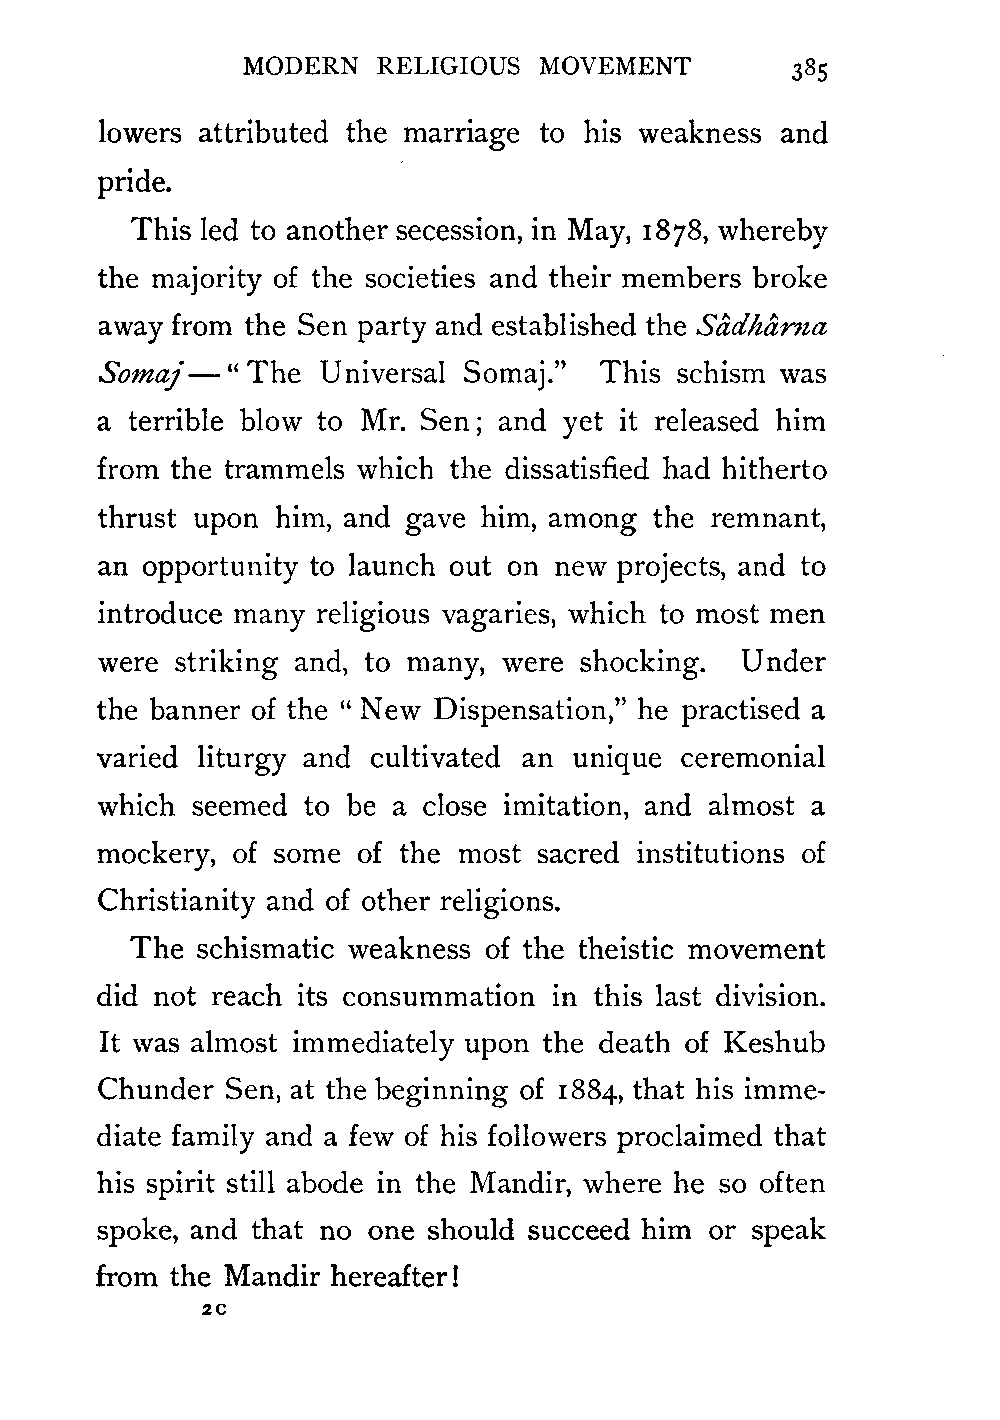 MODERN RELIGIOUS MOVEMENT 385
lowers attributed the marriage to his weakness and
pride.
This led to another secession, in May, 1878, whereby
the majority of the societies and their members broke
away from the Sen party and established the Sâdhârna
Somaj—“ The Universal Somaj.” This schism was
a terrible blow to Mr. Sen; and yet it released him
from the trammels which the dissatisfied had hitherto
thrust upon him, and gave him, among the remnant,
an opportunity to launch out on new projects, and to
introduce many religious vagaries, which to most men
were striking and, to many, were shocking. Under
the banner of the “ New Dispensation,” he practised a
varied liturgy and cultivated an unique ceremonial
which seemed to be a close imitation, and almost a
mockery, of some of the most sacred institutions of
Christianity and of other religions.
The schismatic weakness of the theistic movement
did not reach its consummation in this last division.
It was almost immediately upon the death of Keshub
Chunder Sen, at the beginning of 1884, that his imme-
diate family and a few of his followers proclaimed that
his spirit still abode in the Mandir, where he so often
spoke, and that no one should succeed him or speak
from the Mandir hereafter!
2 C